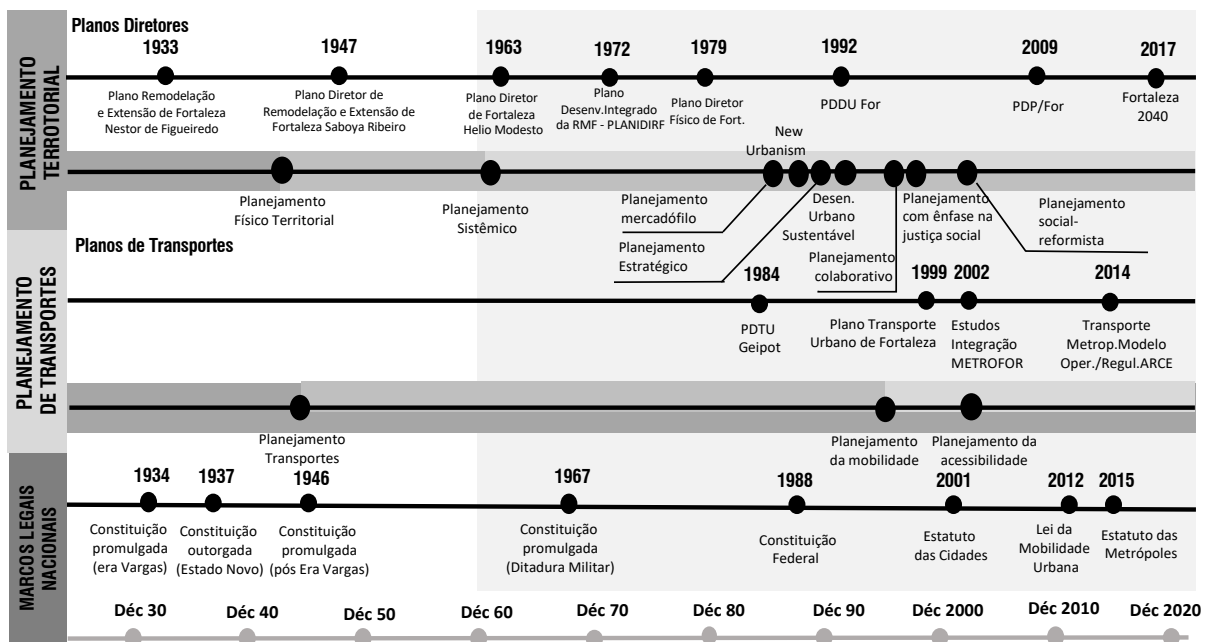 PLANEJAMENTO
TERROTORIAL
Planos Diretores
1933
1947
1963
1972
1979
1992
2009
2017
Plano Remodelação
e Extensão de Fortaleza
Nestor de Figueiredo
Plano Diretor de
Remodelação e Extensão de
Fortaleza Saboya Ribeiro
Plano Diretor
de Fortaleza
Helio Modesto
Plano
Desenv.Integrado
da RMF - PLANIDIRF
Plano Diretor
Físico de Fort.
PDDU For
PDP/For
Fortaleza
2040
New
Urbanism
Planejamento
Físico Territorial
Planejamento
Sistêmico
Planejamento
mercadófilo
Planejamento
Estratégico
Desen.
Urbano
Sustentável
Planejamento
colaborativo
Planejamento
com ênfase na
justiça social
Planejamento
social-
reformista
PLANEJAMENTO
DE TRANSPORTES
Planos de Transportes
1984
1999
2002
2014
PDTU
Geipot
Plano Transporte
Urbano de Fortaleza
Estudos
Integração
METROFOR
Transporte
Metrop.Modelo
Oper./Regul.ARCE
Planejamento
Transportes
Planejamento
da mobilidade
Planejamento da
acessibilidade
MARCOS LEGAIS
NACIONAIS
1934
1937
1946
1967
1988
2001
2012
2015
Constituição
promulgada
(era Vargas)
Constituição
outorgada
(Estado Novo)
Constituição
promulgada
(pós Era Vargas)
Constituição
promulgada
(Ditadura Militar)
Constituição
Federal
Estatuto
das Cidades
Lei da
Mobilidade
Urbana
Estatuto das
Metrópoles
Déc 30
Déc 40
Déc 50
Déc 60
Déc 70
Déc 80
Déc 90
Déc 2000
Déc 2010
Déc 2020